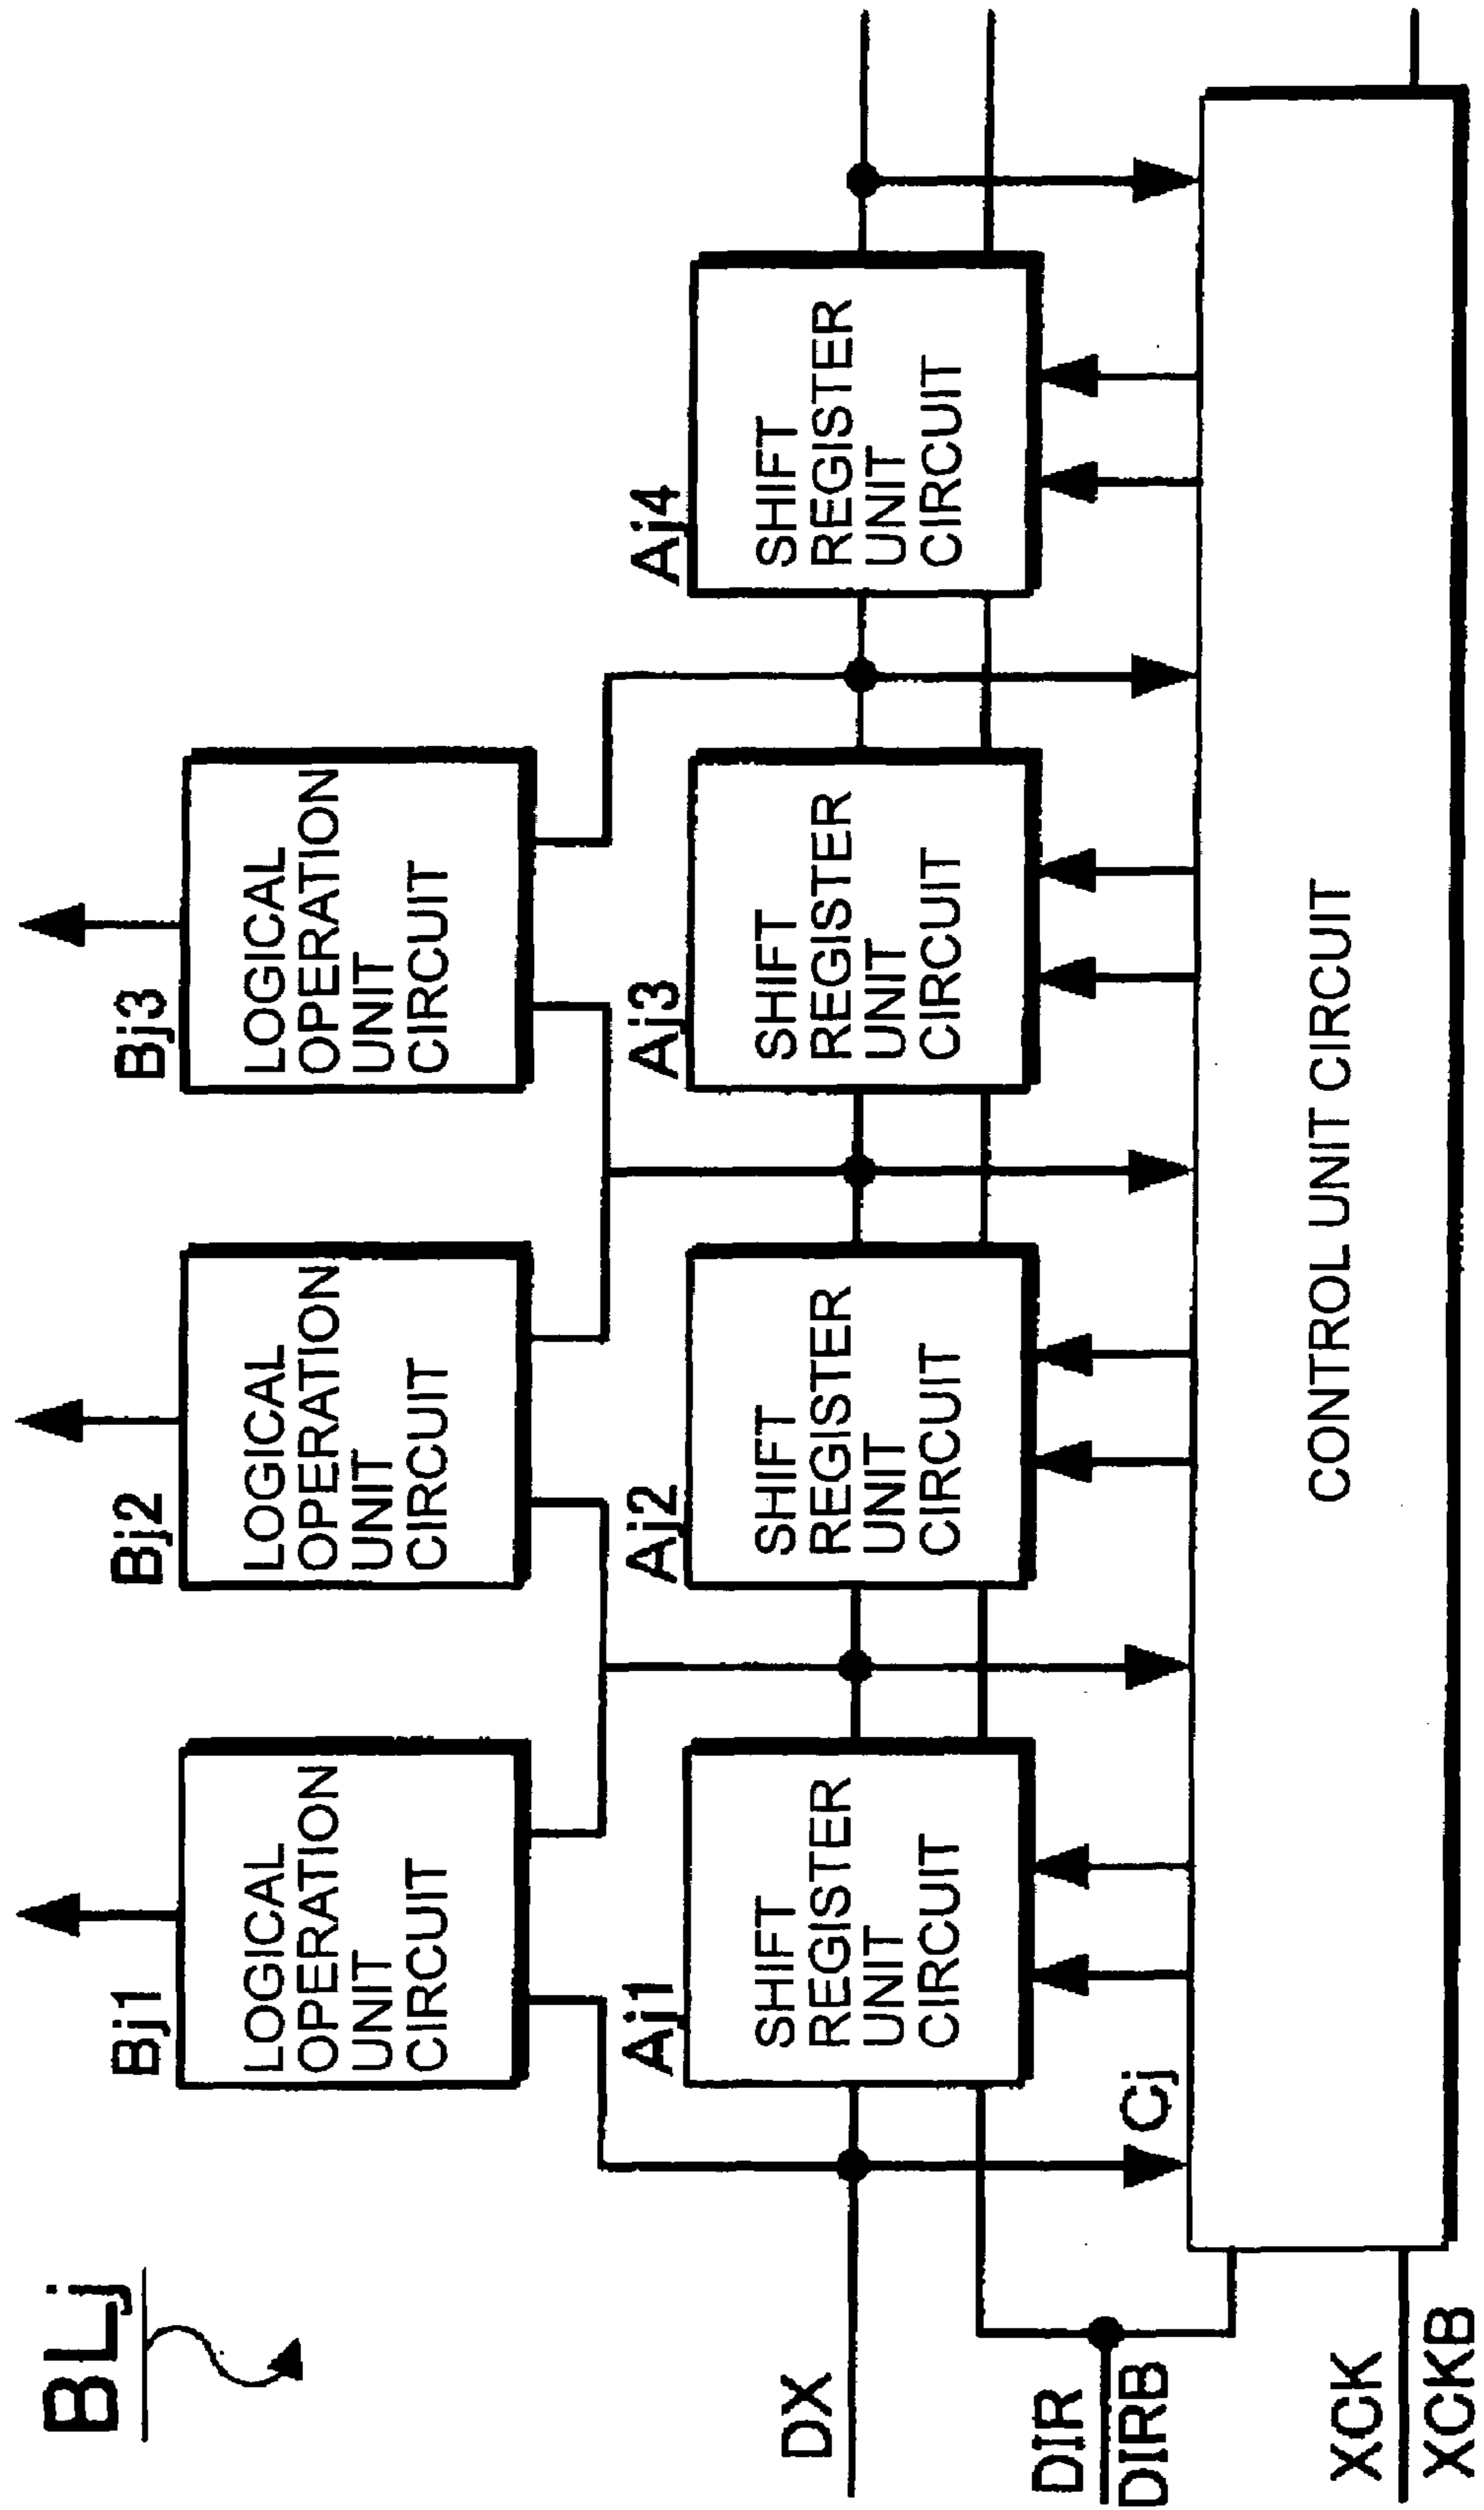 BLj
Bj1
LOGICAL
OPERATION
UNIT
CIRCUIT
Bj2
LOGICAL
OPERATION
UNIT
CIRCUIT
Bj3
LOGICAL
OPERATION
UNIT
CIRCUIT
Aj1
SHIFT
REGISTER
UNIT
CIRCUIT
Aj2
SHIFT
REGISTER
UNIT
CIRCUIT
Aj3
SHIFT
REGISTER
UNIT
CIRCUIT
Aj4
SHIFT
REGISTER
UNIT
CIRCUIT
DX
DIR
DIRB
Cj
CONTROL UNIT CIRCUIT
XCK
XCKB